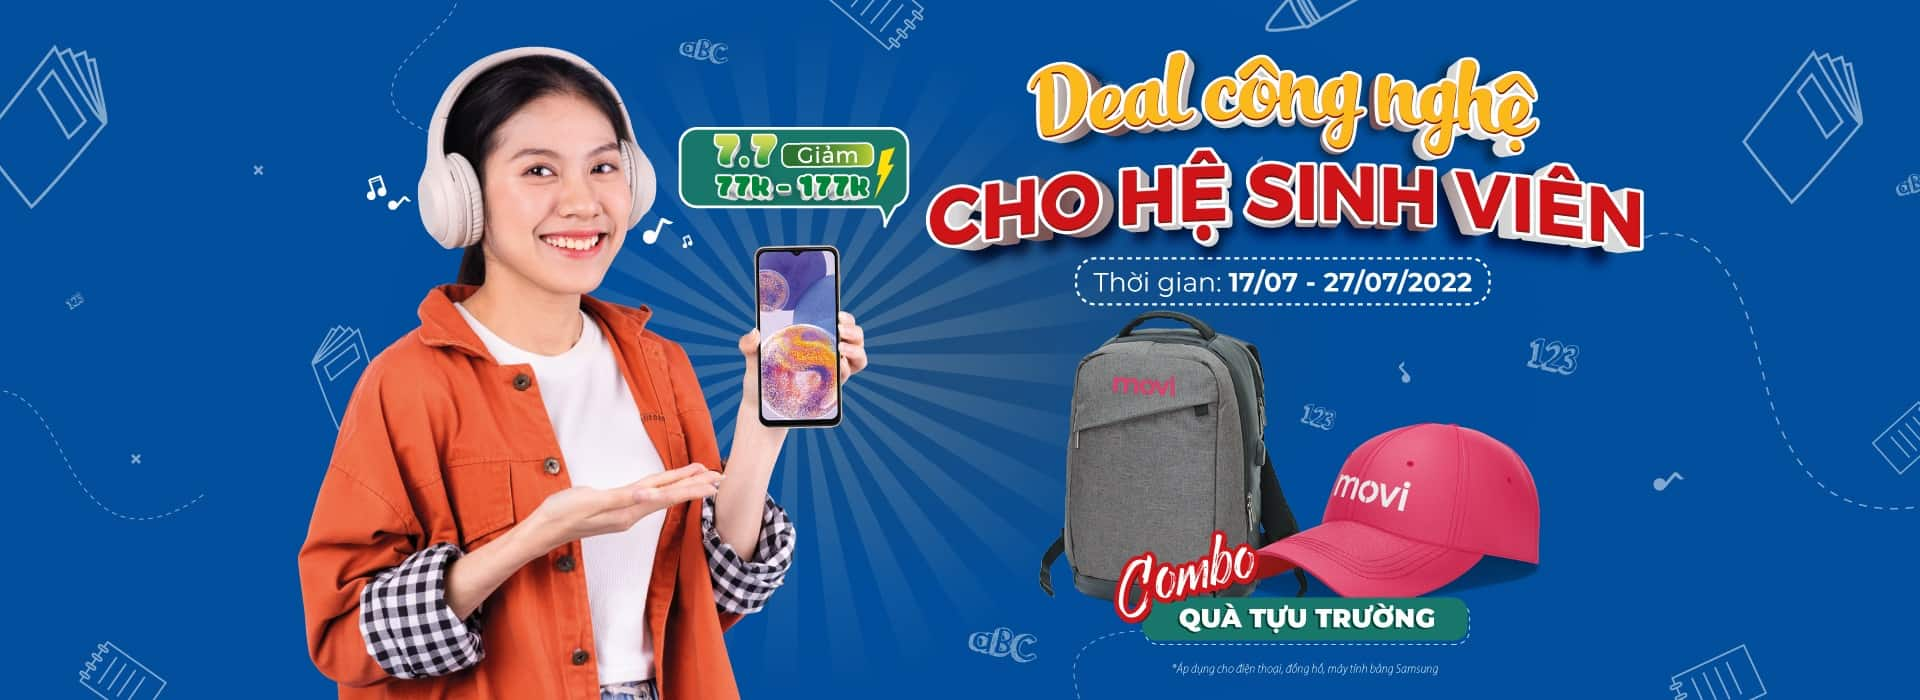 Deal công nghệ
CHO HỆ SINH VIÊN
Thời gian: 17/07 - 27/07/2022
7.7 Giảm
77k - 177k
movi
movi
Combo
QUÀ TỰU TRƯỜNG
*Áp dụng cho điện thoại, đồng hồ, máy tính bảng Samsung
ABC
123
123
123
ABC